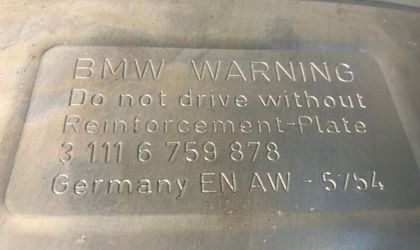 BMW WARNING
Do not drive without
Reinforcement-Plate
3 111 6 759 878
Germany EN AW - 5754